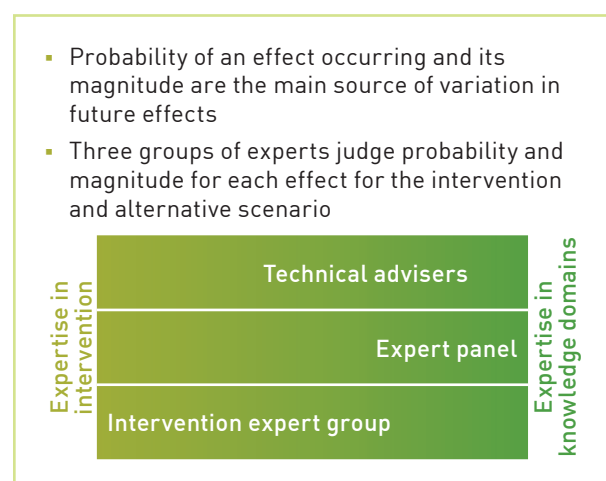 ▪ Probability of an effect occurring and its
magnitude are the main source of variation in
future effects
▪ Three groups of experts judge probability and
magnitude for each effect for the intervention
and alternative scenario
Expertise in
intervention
Technical advisers
Expert panel
Intervention expert group
Expertise in
knowledge domains